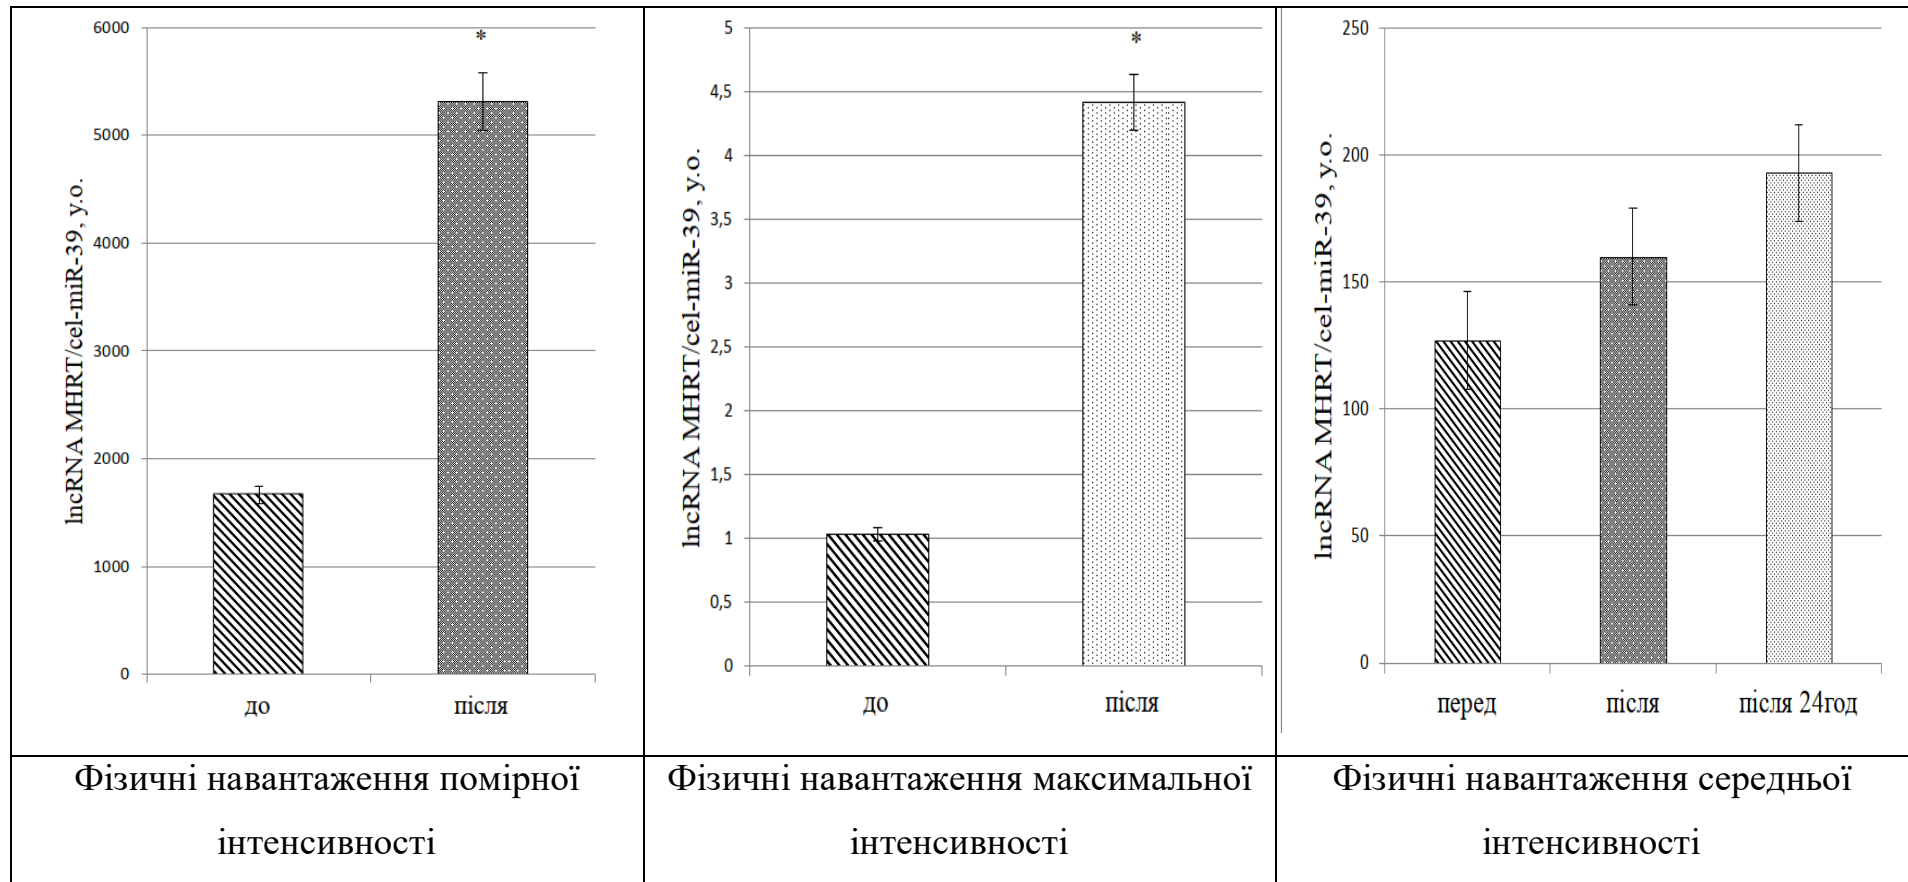 6000
5000
4000
3000
2000
1000
0
lncRNA MHRT/cel-miR-39, у.о.
*
до
після
5
4,5
4
3,5
3
2,5
2
1,5
1
0,5
0
lncRNA MHRT/cel-miR-39, у.о.
*
до
після
250
200
150
100
50
0
lncRNA MHRT/cel-miR-39, у.о.
перед
після
після 24год
Фізичні навантаження помірної
інтенсивності
Фізичні навантаження максимальної
інтенсивності
Фізичні навантаження середньої
інтенсивності